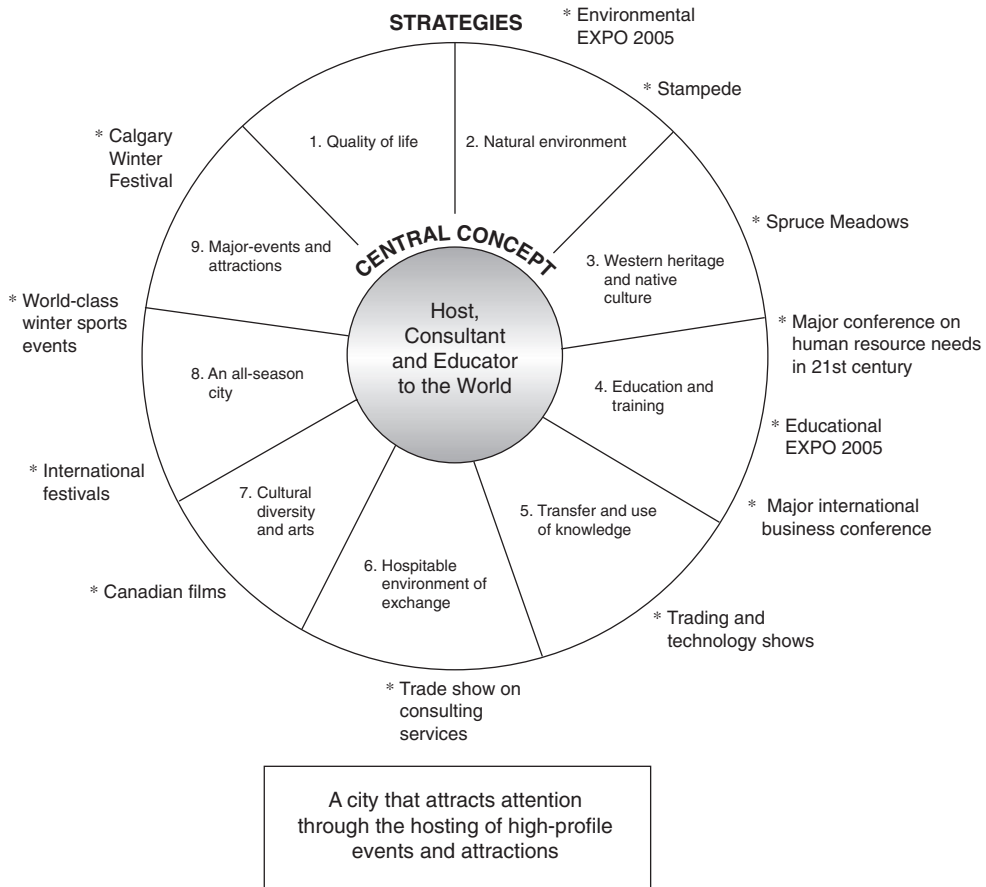 STRATEGIES
* Environmental
EXPO 2005
* Stampede
* Calgary
Winter
Festival
1. Quality of life
2. Natural environment
* Spruce Meadows
9. Major-events and
attractions
CENTRAL CONCEPT
3. Western heritage
and native
culture
* World-class
winter sports
events
Host,
Consultant
and Educator
to the World
* Major conference on
human resource needs
in 21st century
8. An all-season
city
4. Education and
training
* Educational
EXPO 2005
* International
festivals
7. Cultural
diversity
and arts
5. Transfer and use
of knowledge
* Major international
business conference
6. Hospitable
environment of
exchange
* Canadian films
* Trading and
technology shows
* Trade show on
consulting
services
A city that attracts attention
through the hosting of high-profile
events and attractions